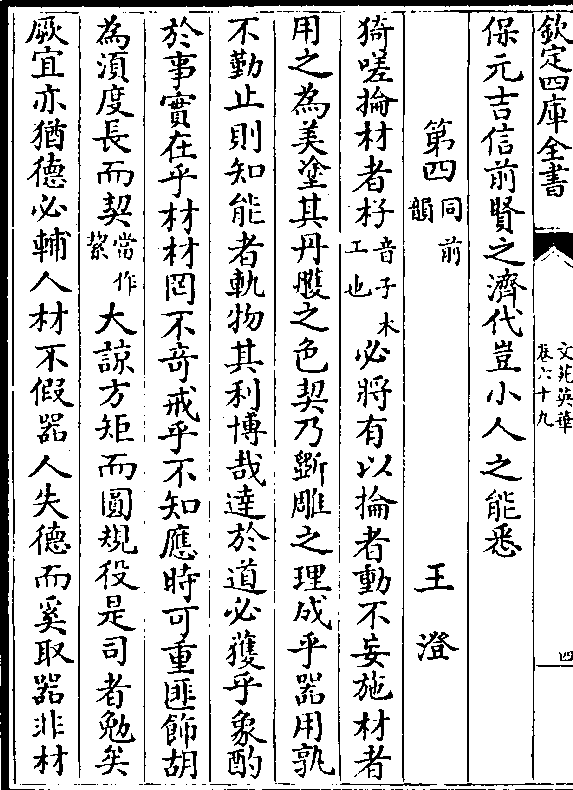 欽定四庫全書
文苑英華
卷六十九
四
保元吉信前賢之濟代豈小人之能悉
第四同前韻 王澄
猗嗟掄材者杍音子木工也必將有以掄者動不妄施材者
用之為美塗其丹雘之色契乃斲雕之理成乎器用孰
不勤止則知能者軌物其利博哉達於道必獲乎象酌
於事實在乎材材罔不竒戒乎不知應時可重匪飾胡
為湏度長而契當作絜大諒方矩而圓規役是司者勉矣
厥宜亦猶德必輔人材不假器人失德而奚取器非材